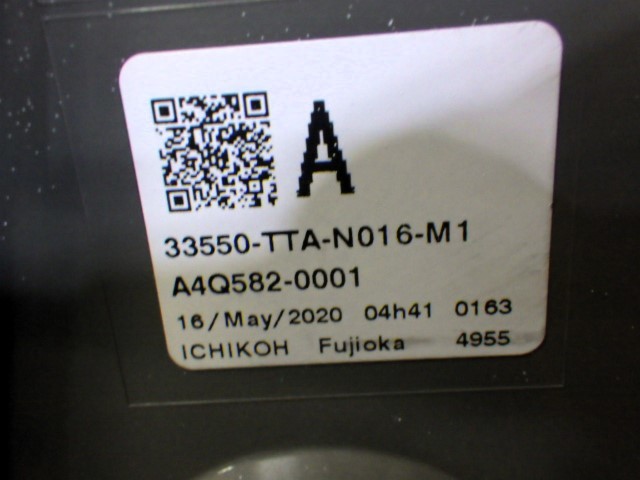 A
33550-TTA-N016-M1
A4Q582-0001
16/May/2020 04h41 0163
ICHIKOH Fujioka 4955